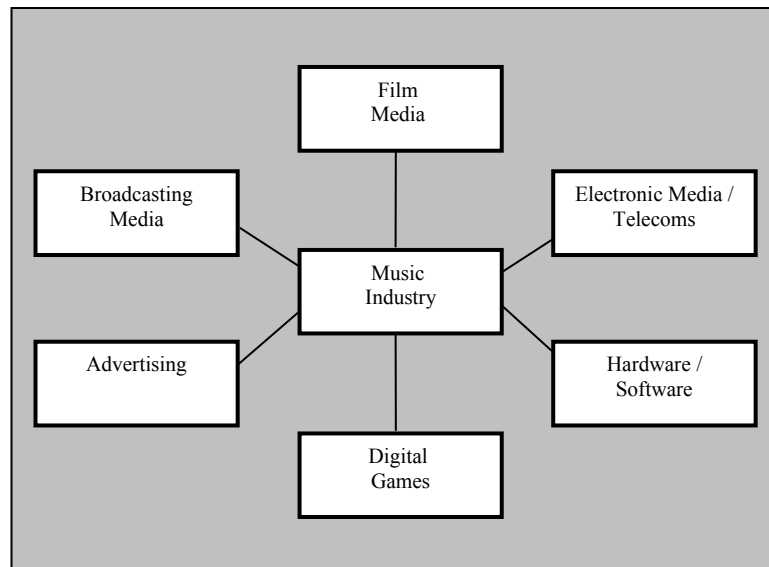 Film
Media
Broadcasting
Media
Electronic Media /
Telecoms
Music
Industry
Advertising
Hardware /
Software
Digital
Games